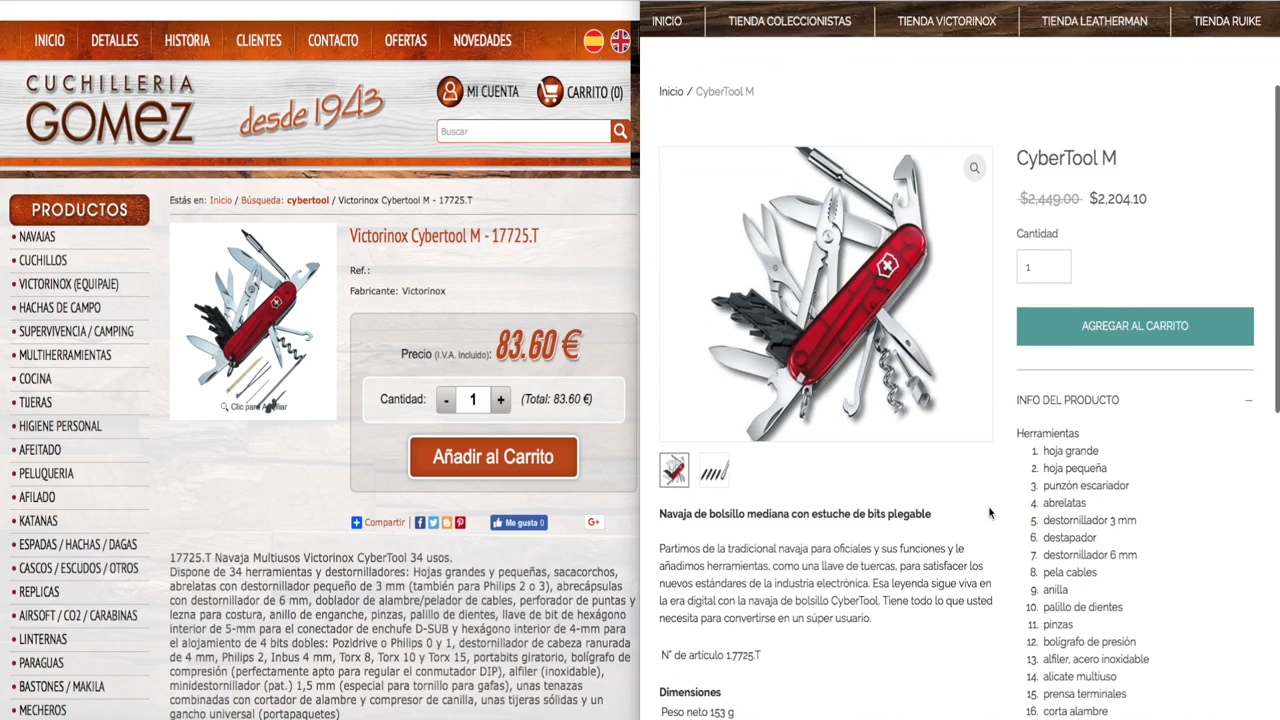 INICIO
DETALLES
HISTORIA
CLIENTES
CONTACTO
OFERTAS
NOVEDADES
CUCHILLERIA
GOMEZ
desde 1943
MI CUENTA
CARRITO (0)
Buscar
PRODUCTOS
• NAVAJAS
• CUCHILLOS
• VICTORINOX (EQUIPAJE)
• HACHAS DE CAMPO
• SUPERVIVENCIA / CAMPING
• MULTIHERRAMIENTAS
• COCINA
• TIJERAS
• HIGIENE PERSONAL
• AFEITADO
• PELUQUERIA
• AFILADO
• KATANAS
• ESPADAS / HACHAS / DAGAS
• CASCOS / ESCUDOS / OTROS
• REPLICAS
• AIRSOFT / CO2 / CARABINAS
• LINTERNAS
• PARAGUAS
• BASTONES / MAKILA
• MECHEROS
Estás en: Inicio / Búsqueda: cybertool / Victorinox Cybertool M - 17725.T
Clic para Ampliar
Victorinox Cybertool M - 17725.T
Ref.:
Fabricante: Victorinox
Precio (I.V.A. Incluido): 83.60 €
Cantidad: - 1 + (Total: 83.60 €)
Añadir al Carrito
Compartir |
Me gusta 0
G+
17725.T Navaja Multiusos Victorinox CyberTool 34 usos.
Dispone de 34 herramientas y destornilladores: Hojas grandes y pequeñas, sacacorchos,
abrelatas con destornillador pequeño de 3 mm (también para Philips 2 o 3), abrecápsulas
con destornillador de 6 mm, doblador de alambre/pelador de cables, perforador de puntas y
lezna para costura, anillo de enganche, pinzas, palillo de dientes, llave de bit de hexágono
interior de 5-mm para el conectador de enchufe D-SUB y hexágono interior de 4-mm para
el alojamiento de 4 bits dobles: Pozidrive o Philips 0 y 1, destornillador de cabeza ranurada
de 4 mm, Philips 2, Inbus 4 mm, Torx 8, Torx 10 y Torx 15, portabits giratorio, bolígrafo de
compresión (perfectamente apto para regular el conmutador DIP), alfiler (inoxidable),
minidestornillador (pat.) 1,5 mm (especial para tornillo para gafas), unas tenazas
combinadas con cortador de alambre y compresor de canilla, unas tijeras sólidas y un
gancho universal (portapaquetes)
INICIO
TIENDA COLECCIONISTAS
TIENDA VICTORINOX
TIENDA LEATHERMAN
TIENDA RUIKE
Inicio / CyberTool M
CyberTool M
$2,449.00 $2,204.10
Cantidad
1
AGREGAR AL CARRITO
INFO DEL PRODUCTO
Herramientas
1. hoja grande
2. hoja pequeña
3. punzón escariador
4. abrelatas
5. destornillador 3 mm
6. destapador
7. destornillador 6 mm
8. pela cables
9. anilla
10. palillo de dientes
11. pinzas
12. bolígrafo de presión
13. alfiler, acero inoxidable
14. alicate multiuso
15. prensa terminales
16. corta alambre
Navaja de bolsillo mediana con estuche de bits plegable
Partimos de la tradicional navaja para oficiales y sus funciones y le
añadimos herramientas, como una llave de tuercas, para satisfacer los
nuevos estándares de la industria electrónica. Esa leyenda sigue viva en
la era digital con la navaja de bolsillo CyberTool. Tiene todo lo que usted
necesita para convertirse en un súper usuario.
N° de artículo 1.7725.T
Dimensiones
Peso neto 153 g